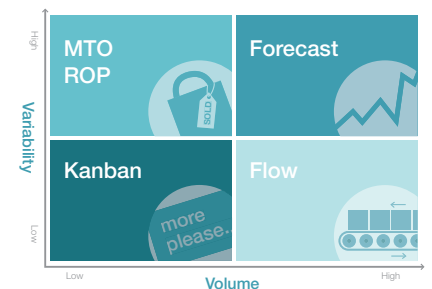 High
MTO
ROP
SOLD
Forecast
Variability
Kanban
more
please..
Flow
Low
Low
Volume
High